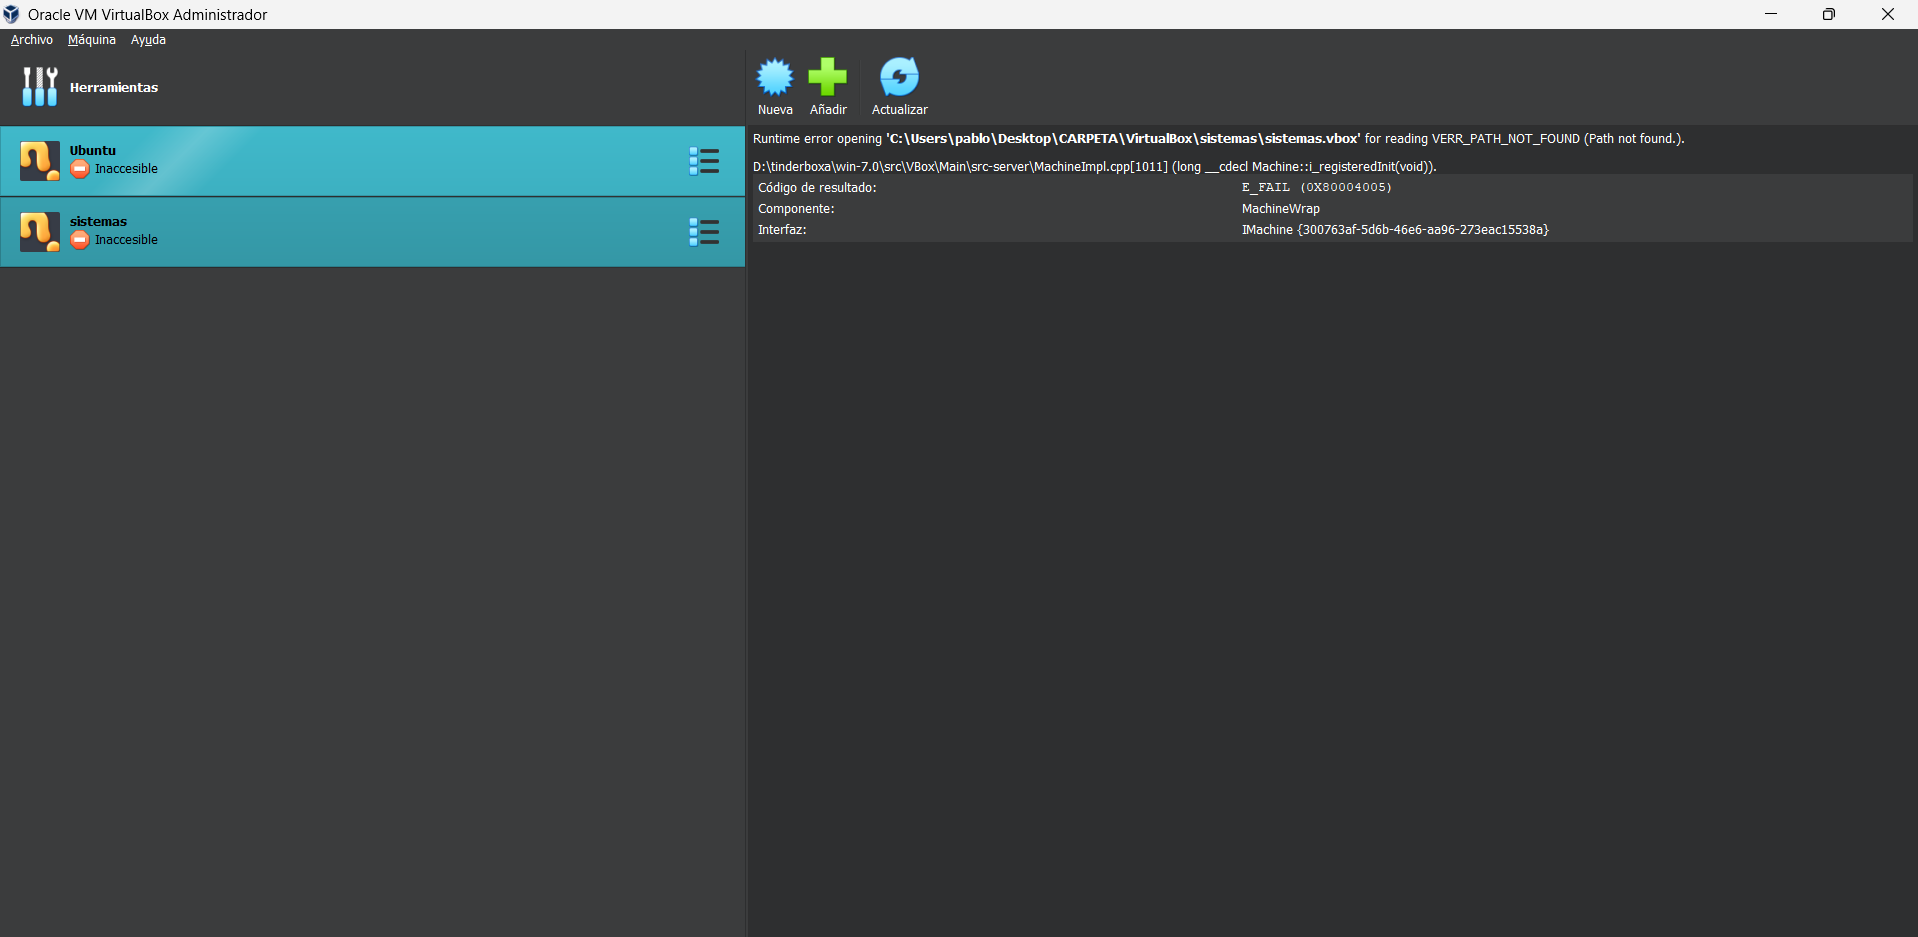 Oracle VM VirtualBox Administrador
Archivo Máquina Ayuda
Herramientas
Ubuntu
Inaccesible
sistemas
Inaccesible
Nueva Añadir Actualizar
Runtime error opening 'C:\Users\pablo\Desktop\CARPETA\VirtualBox\sistemas\sistemas.vbox' for reading VERR_PATH_NOT_FOUND (Path not found.).
D:\tinderboxa\win-7.0\src\VBox\Main\src-server\MachineImpl.cpp[1011] (long __cdecl Machine::i_registeredInit(void)).
Código de resultado: E_FAIL (0X80004005)
Componente: MachineWrap
Interfaz: IMachine {300763af-5d6b-46e6-aa96-273eac15538a}